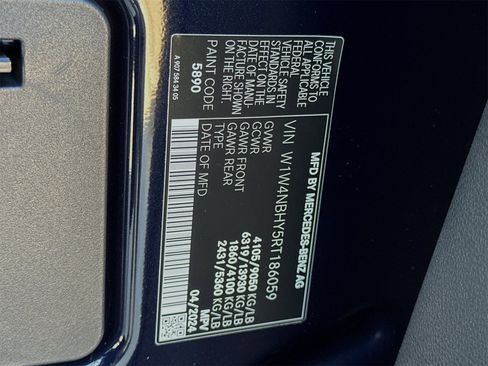 THIS VEHICLE
CONFORMS TO
ALL APPLICABLE
FEDERAL
VEHICLE SAFETY
STANDARDS IN
EFFECT ON THE
DATE OF MANU-
FACTURE SHOWN
ON THE RIGHT.
PAINT CODE
5890
A 907 584 34 05
MFD BY MERCEDES-BENZ AG
VIN W1W4NBHY5RT186059
GVWR 4105/9050 KG/LB
GCWR 6319/13930 KG/LB
GAWR FRONT 1860/4100 KG/LB
GAWR REAR 2431/5360 KG/LB
TYPE MPV
DATE OF MFD 04/2024